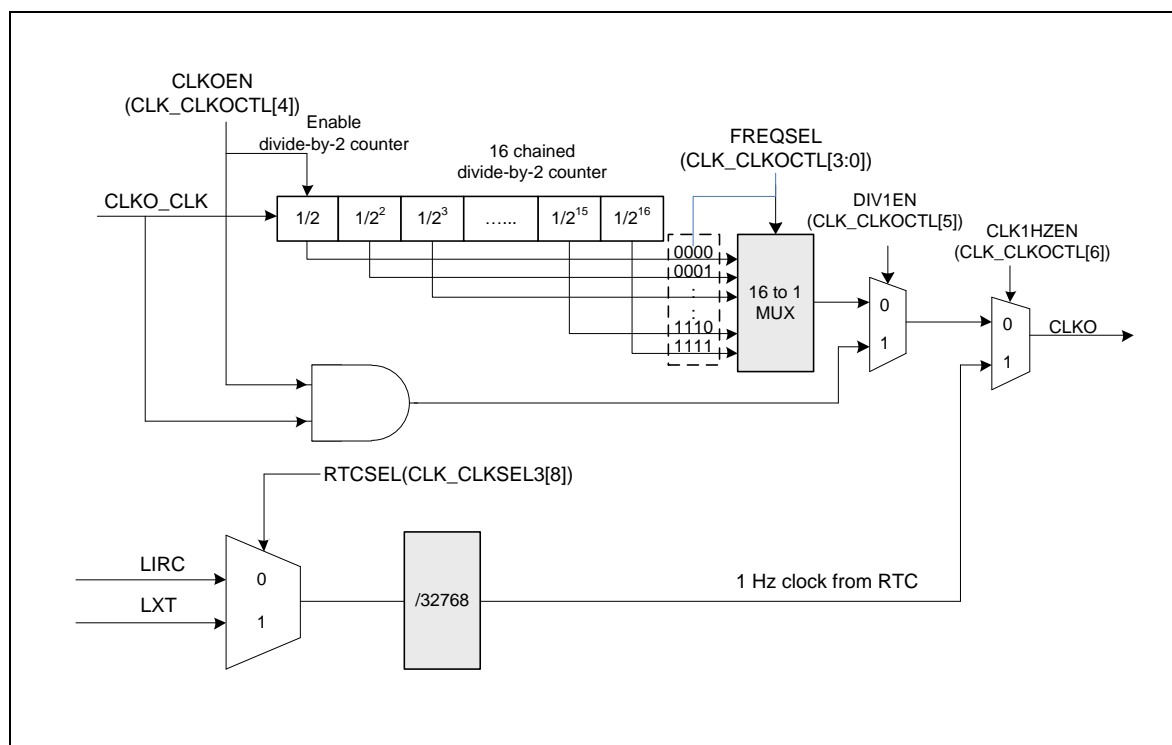 CLKOEN
(CLK_CLKOCTL[4])
Enable
divide-by-2 counter
16 chained
divide-by-2 counter
FREQSEL
(CLK_CLKOCTL[3:0])
DIV1EN
(CLK_CLKOCTL[5])
CLK1HZEN
(CLK_CLKOCTL[6])
CLKO_CLK
1/2
1/2²
1/2³
…...
1/2¹⁵
1/2¹⁶
0000
0001
:
:
1110
1111
16 to 1
MUX
0
1
0
1
CLKO
RTCSEL(CLK_CLKSEL3[8])
LIRC
LXT
0
1
/32768
1 Hz clock from RTC